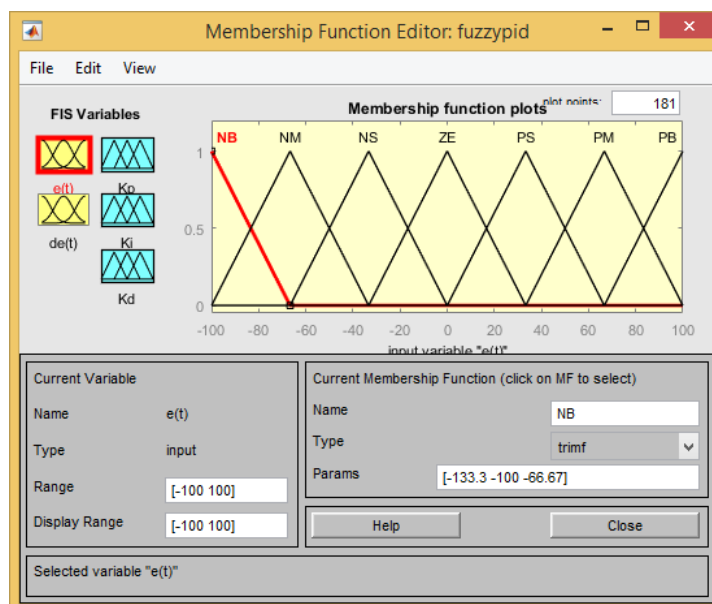 Membership Function Editor: fuzzypid
File Edit View
FIS Variables
Membership function plots
plot points:
181
e(t)
Kp
de(t)
Ki
Kd
NB NM NS ZE PS PM PB
1
0.5
0
-100 -80 -60 -40 -20 0 20 40 60 80 100
input variable "e(t)"
Current Variable
Name e(t)
Type input
Range [-100 100]
Display Range [-100 100]
Current Membership Function (click on MF to select)
Name NB
Type trimf
Params [-133.3 -100 -66.67]
Help Close
Selected variable "e(t)"